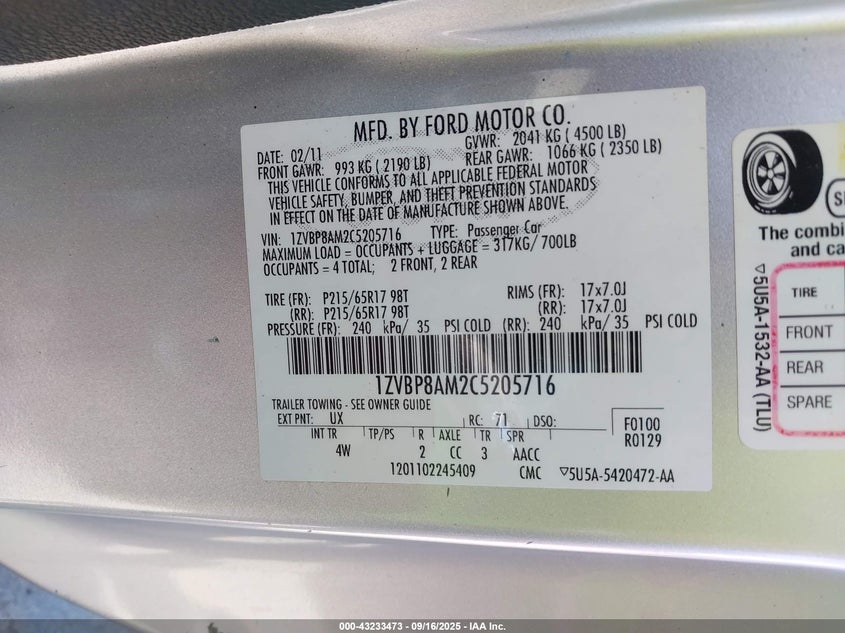 MFD. BY FORD MOTOR CO.
DATE: 02/11
GVWR: 2041 KG ( 4500 LB)
FRONT GAWR: 993 KG ( 2190 LB)
REAR GAWR: 1066 KG ( 2350 LB)
THIS VEHICLE CONFORMS TO ALL APPLICABLE FEDERAL MOTOR
VEHICLE SAFETY, BUMPER, AND THEFT PREVENTION STANDARDS
IN EFFECT ON THE DATE OF MANUFACTURE SHOWN ABOVE.
VIN: 1ZVBP8AM2C5205716 TYPE: Passenger Car
MAXIMUM LOAD = OCCUPANTS + LUGGAGE = 317KG/ 700LB
OCCUPANTS = 4 TOTAL; 2 FRONT, 2 REAR
TIRE (FR): P215/65R17 98T RIMS (FR): 17x7.0J
(RR): P215/65R17 98T (RR): 17x7.0J
PRESSURE (FR): 240 kPa/ 35 PSI COLD (RR): 240 kPa/ 35 PSI COLD
1ZVBP8AM2C5205716
TRAILER TOWING - SEE OWNER GUIDE
EXT PNT: UX RC: 71 DSO: F0100
R0129
INT TR TP/PS R AXLE TR SPR
4W 2 CC 3 AACC
1201102245409 CMC ▽5U5A-5420472-AA
The combin
and ca
▽5U5A-1532-AA (TLU)
TIRE
FRONT
REAR
SPARE
000-43233473 - 09/16/2025 - IAA Inc.